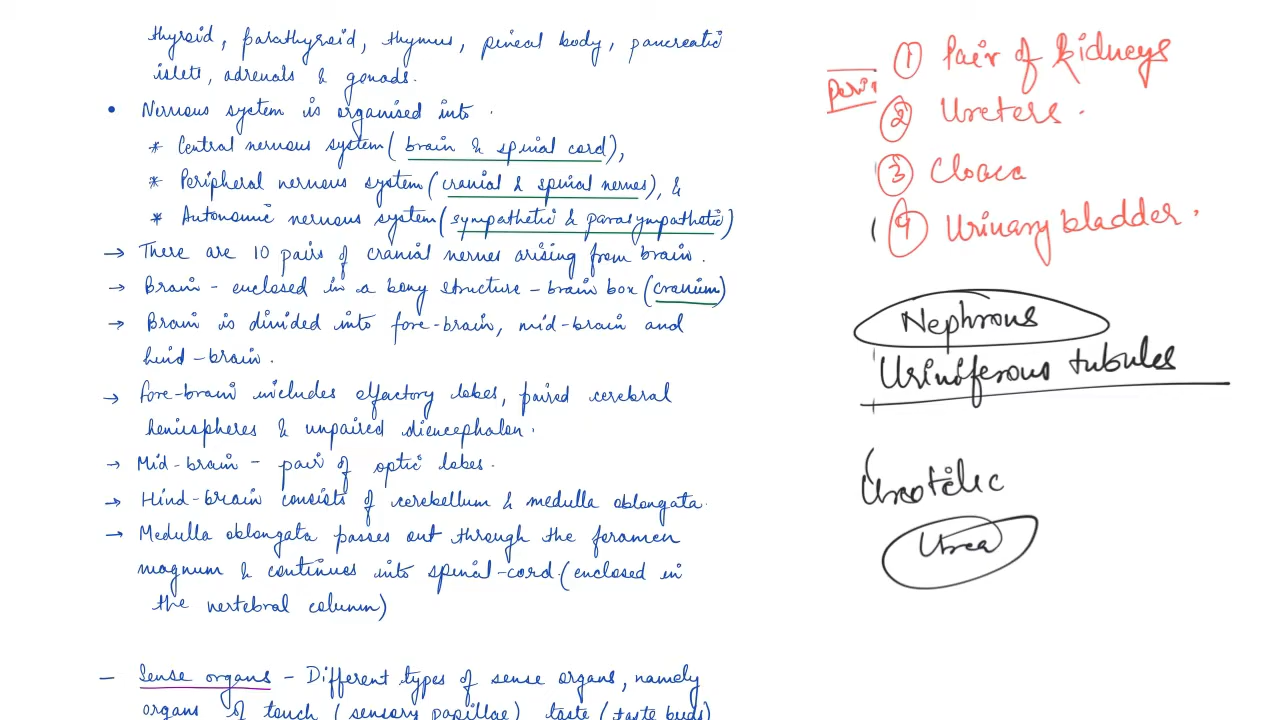 thyroid, parathyroid, thymus, pineal body, pancreatic
islets, adrenals & gonads.
• Nervous system is organised into
* Central nervous system (brain & spinal cord),
* Peripheral nervous system (cranial & spinal nerves), &
* Autonomic nervous system (sympathetic & parasympathetic)
→ There are 10 pairs of cranial nerves arising from brain.
→ Brain - enclosed in a bony structure - brain box (cranium)
→ Brain is divided into fore-brain, mid-brain and
hind-brain.
→ Fore-brain includes olfactory lobes, paired cerebral
hemispheres & unpaired diencephalon.
→ Mid-brain - pair of optic lobes.
→ Hind-brain consists of cerebellum & medulla oblongata.
→ Medulla oblongata passes out through the foramen
magnum & continues into spinal-cord (enclosed in
the vertebral column)
- Sense organs - Different types of sense organs, namely
organs of touch (sensory papillae) taste (taste buds)
① Pair of kidneys
② Ureters.
③ Cloaca
④ Urinary bladder.
Nephrons
Uriniferous tubules
Ureotelic
Urea